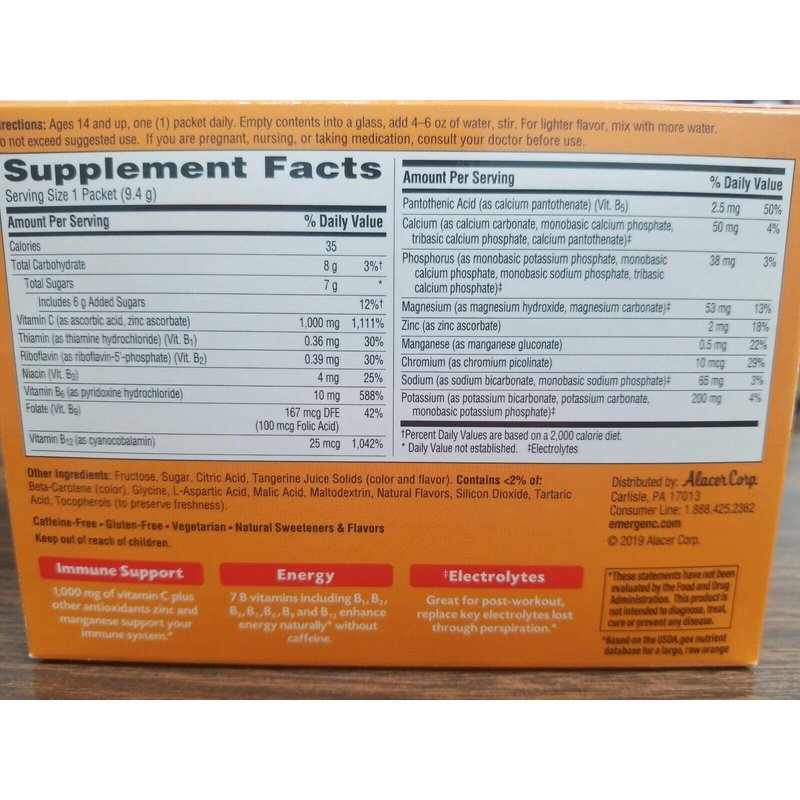 rections: Ages 14 and up, one (1) packet daily. Empty contents into a glass, add 4–6 oz of water, stir. For lighter flavor, mix with more water.
o not exceed suggested use. If you are pregnant, nursing, or taking medication, consult your doctor before use.
Supplement Facts
Serving Size 1 Packet (9.4 g)
Amount Per Serving % Daily Value
Calories 35
Total Carbohydrate 8 g 3%†
Total Sugars 7 g *
Includes 6 g Added Sugars 12%†
Vitamin C (as ascorbic acid, zinc ascorbate) 1,000 mg 1,111%
Thiamin (as thiamine hydrochloride) (Vit. B1) 0.36 mg 30%
Riboflavin (as riboflavin-5'-phosphate) (Vit. B2) 0.39 mg 30%
Niacin (Vit. B3) 4 mg 25%
Vitamin B6 (as pyridoxine hydrochloride) 10 mg 588%
Folate (Vit. B9) 167 mcg DFE 42%
(100 mcg Folic Acid)
Vitamin B12 (as cyanocobalamin) 25 mcg 1,042%
Amount Per Serving % Daily Value
Pantothenic Acid (as calcium pantothenate) (Vit. B5) 2.5 mg 50%
Calcium (as calcium carbonate, monobasic calcium phosphate, 50 mg 4%
tribasic calcium phosphate, calcium pantothenate)‡
Phosphorus (as monobasic potassium phosphate, monobasic 38 mg 3%
calcium phosphate, monobasic sodium phosphate, tribasic
calcium phosphate)‡
Magnesium (as magnesium hydroxide, magnesium carbonate)‡ 53 mg 13%
Zinc (as zinc ascorbate) 2 mg 18%
Manganese (as manganese gluconate) 0.5 mg 22%
Chromium (as chromium picolinate) 10 mcg 29%
Sodium (as sodium bicarbonate, monobasic sodium phosphate)‡ 65 mg 3%
Potassium (as potassium bicarbonate, potassium carbonate, 200 mg 4%
monobasic potassium phosphate)‡
†Percent Daily Values are based on a 2,000 calorie diet.
* Daily Value not established. ‡Electrolytes
Other Ingredients: Fructose, Sugar, Citric Acid, Tangerine Juice Solids (color and flavor). Contains <2% of:
Beta-Carotene (color), Glycine, L-Aspartic Acid, Malic Acid, Maltodextrin, Natural Flavors, Silicon Dioxide, Tartaric
Acid, Tocopherols (to preserve freshness).
Caffeine-Free • Gluten-Free • Vegetarian • Natural Sweeteners & Flavors
Keep out of reach of children.
Distributed by: Alacer Corp.
Carlisle, PA 17013
Consumer Line: 1.888.425.2362
emergenc.com
© 2019 Alacer Corp.
Immune Support
1,000 mg of vitamin C plus
other antioxidants zinc and
manganese support your
immune system.*
Energy
7 B vitamins including B1, B2,
B3, B5, B6, B9 and B12 enhance
energy naturally* without
caffeine.
‡Electrolytes
Great for post-workout,
replace key electrolytes lost
through perspiration.*
*These statements have not been
evaluated by the Food and Drug
Administration. This product is
not intended to diagnose, treat,
cure or prevent any disease.
*Based on the USDA.gov nutrient
database for a large, raw orange